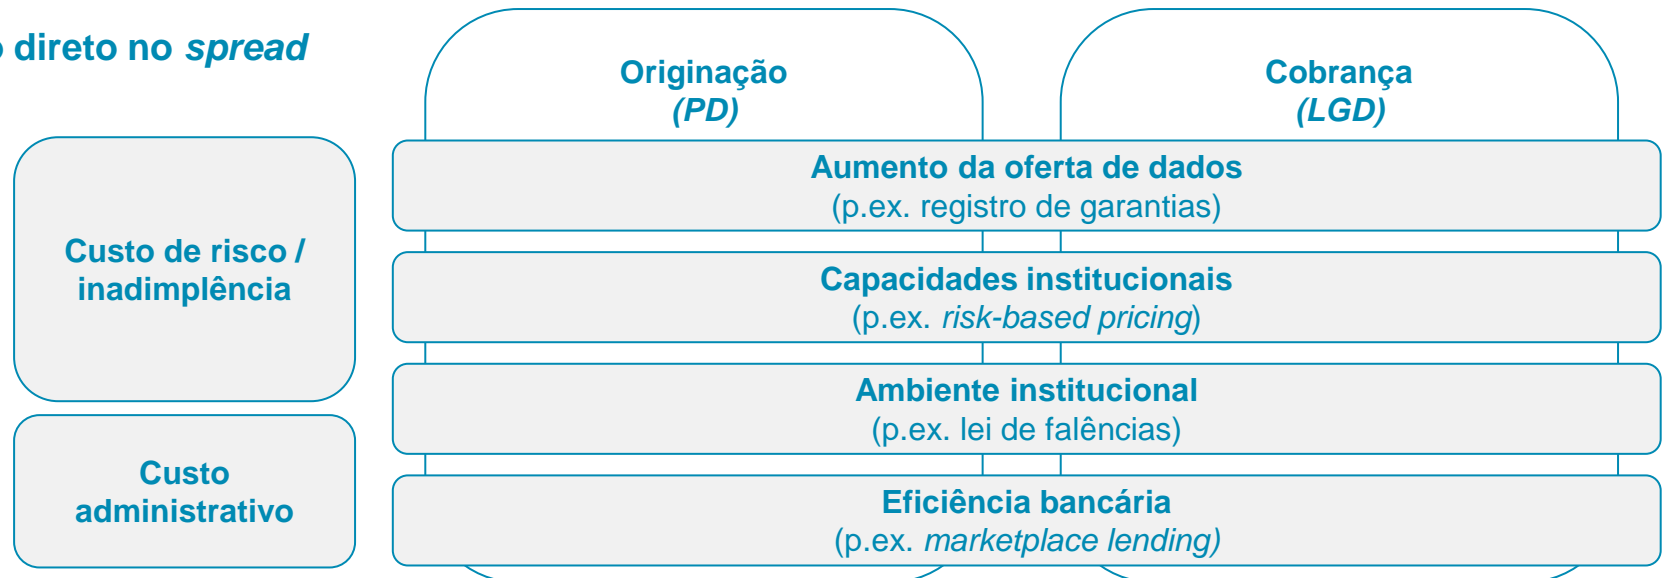 direto no spread
Originação
(PD)
Cobrança
(LGD)
Custo de risco /
inadimplência
Custo
administrativo
Aumento da oferta de dados
(p.ex. registro de garantias)
Capacidades institucionais
(p.ex. risk-based pricing)
Ambiente institucional
(p.ex. lei de falências)
Eficiência bancária
(p.ex. marketplace lending)